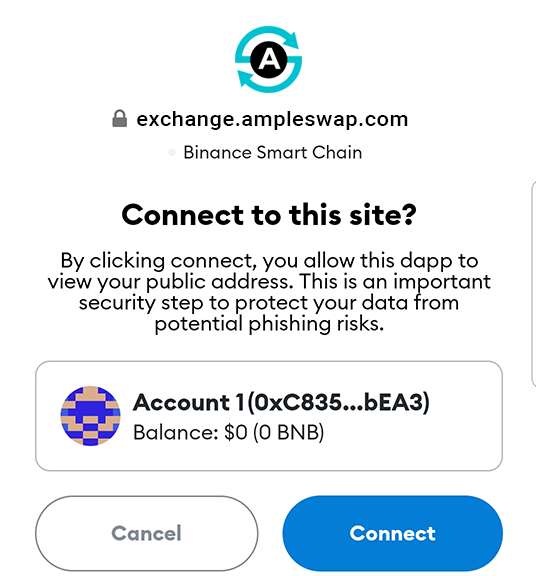 A
exchange.ampleswap.com
Binance Smart Chain
Connect to this site?
By clicking connect, you allow this dapp to
view your public address. This is an important
security step to protect your data from
potential phishing risks.
Account 1(0xC835...bEA3)
Balance: $0 (0 BNB)
Cancel
Connect